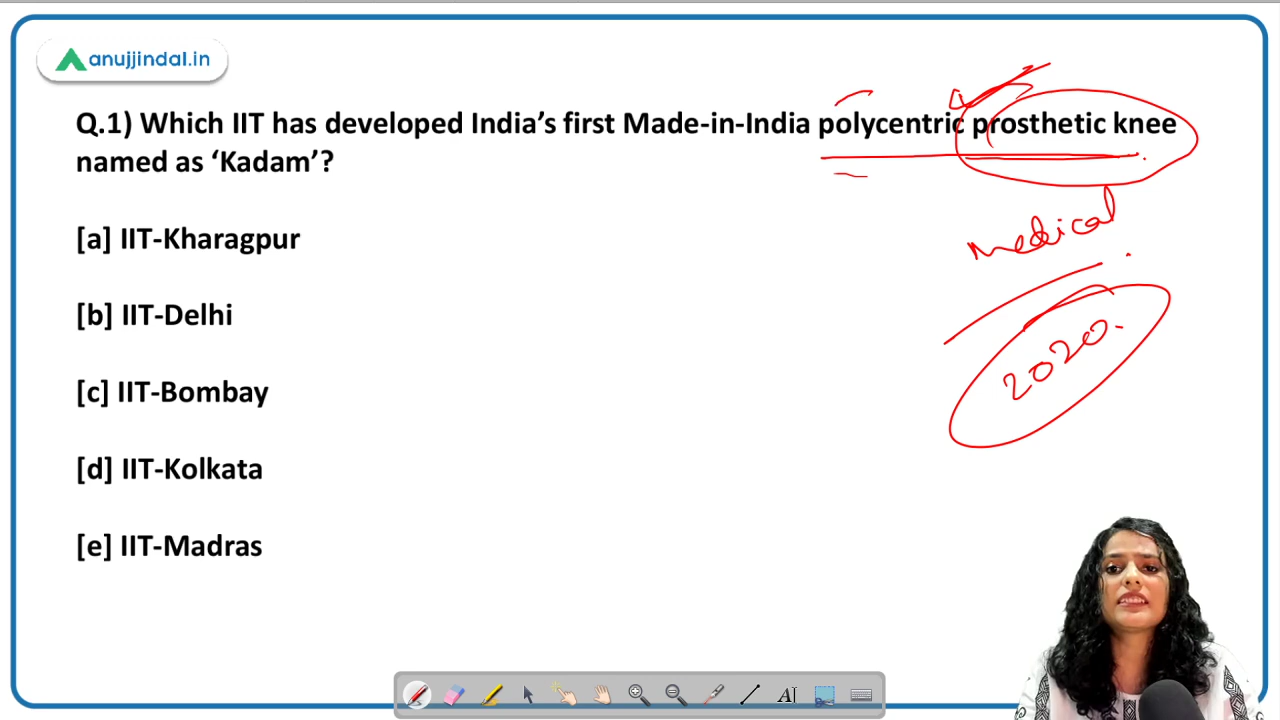 anujjindal.in
Q.1) Which IIT has developed India's first Made-in-India polycentric prosthetic knee
named as 'Kadam'?
Medical
[a] IIT-Kharagpur
[b] IIT-Delhi
2020.
[c] IIT-Bombay
[d] IIT-Kolkata
[e] IIT-Madras